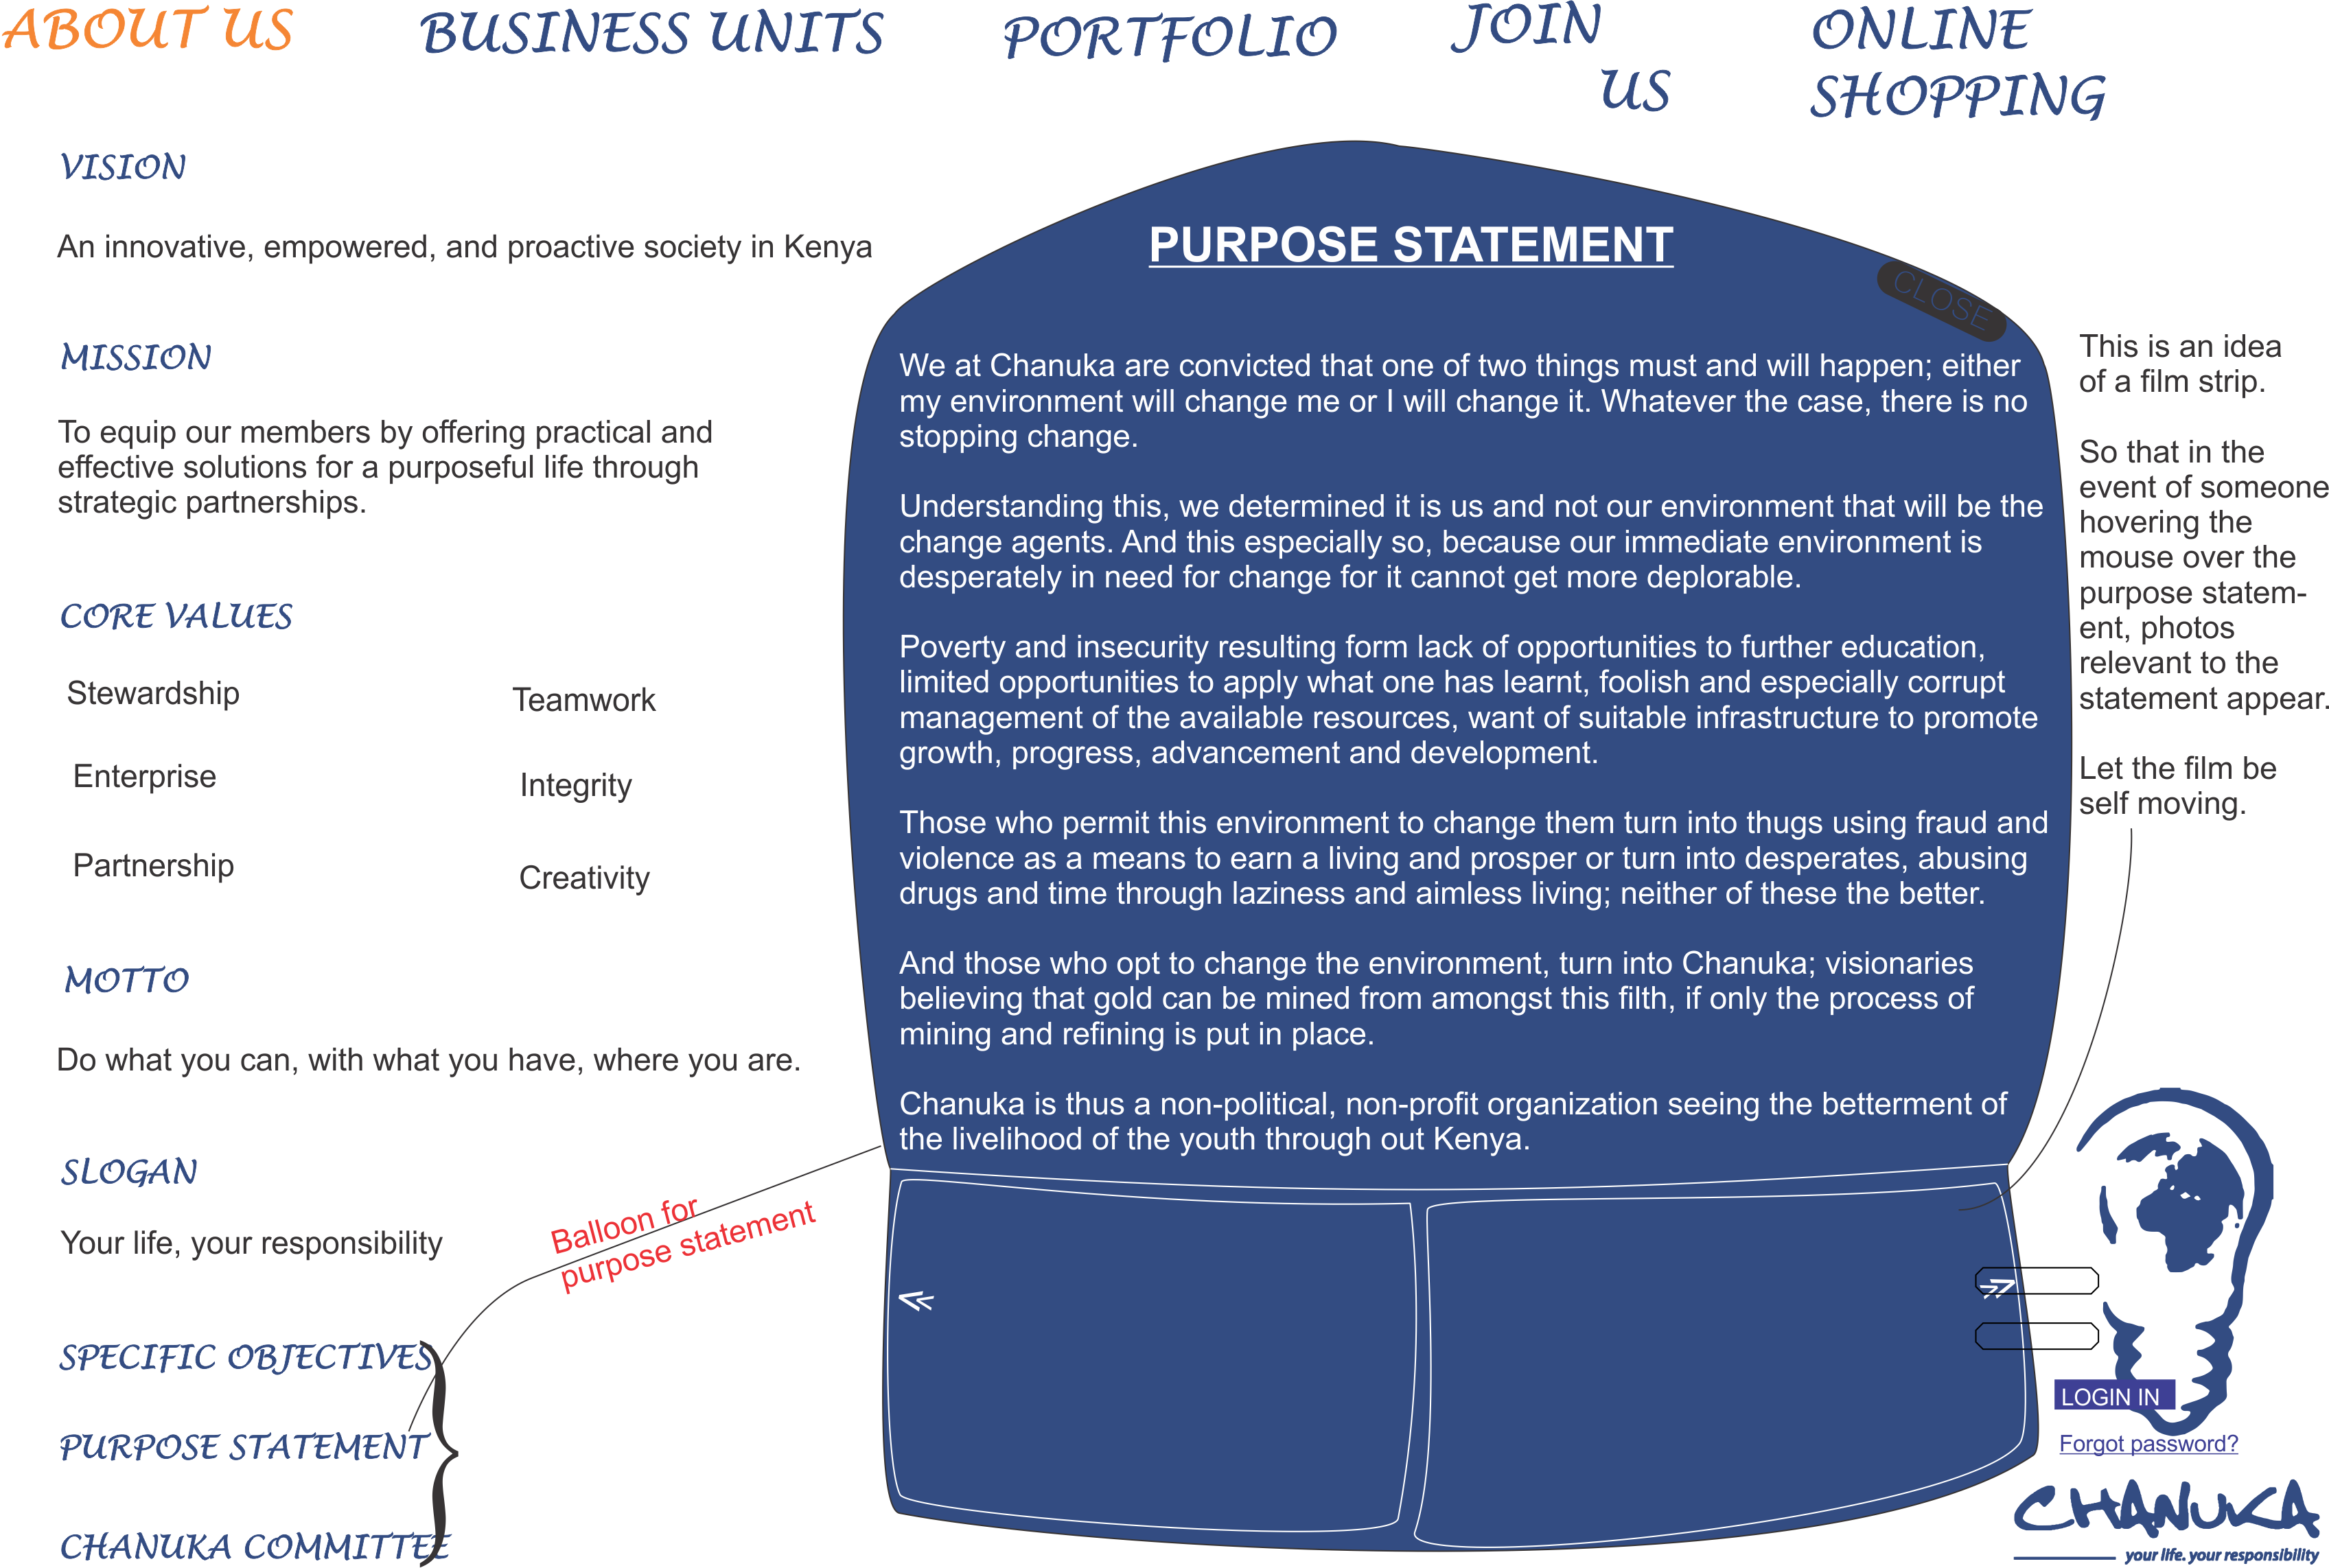 ABOUT US
BUSINESS UNITS
PORTFOLIO
JOIN
US
ONLINE
SHOPPING
VISION
An innovative, empowered, and proactive society in Kenya
MISSION
To equip our members by offering practical and
effective solutions for a purposeful life through
strategic partnerships.
CORE VALUES
Stewardship
Teamwork
Enterprise
Integrity
Partnership
Creativity
MOTTO
Do what you can, with what you have, where you are.
SLOGAN
Your life, your responsibility
SPECIFIC OBJECTIVES
PURPOSE STATEMENT
CHANUKA COMMITTEE
Balloon for
purpose statement
PURPOSE STATEMENT
CLOSE
We at Chanuka are convicted that one of two things must and will happen; either
my environment will change me or I will change it. Whatever the case, there is no
stopping change.
Understanding this, we determined it is us and not our environment that will be the
change agents. And this especially so, because our immediate environment is
desperately in need for change for it cannot get more deplorable.
Poverty and insecurity resulting form lack of opportunities to further education,
limited opportunities to apply what one has learnt, foolish and especially corrupt
management of the available resources, want of suitable infrastructure to promote
growth, progress, advancement and development.
Those who permit this environment to change them turn into thugs using fraud and
violence as a means to earn a living and prosper or turn into desperates, abusing
drugs and time through laziness and aimless living; neither of these the better.
And those who opt to change the environment, turn into Chanuka; visionaries
believing that gold can be mined from amongst this filth, if only the process of
mining and refining is put in place.
Chanuka is thus a non-political, non-profit organization seeing the betterment of
the livelihood of the youth through out Kenya.
This is an idea
of a film strip.
So that in the
event of someone
hovering the
mouse over the
purpose statem-
ent, photos
relevant to the
statement appear.
Let the film be
self moving.
LOGIN IN
Forgot password?
CHANUKA
your life. your responsibility